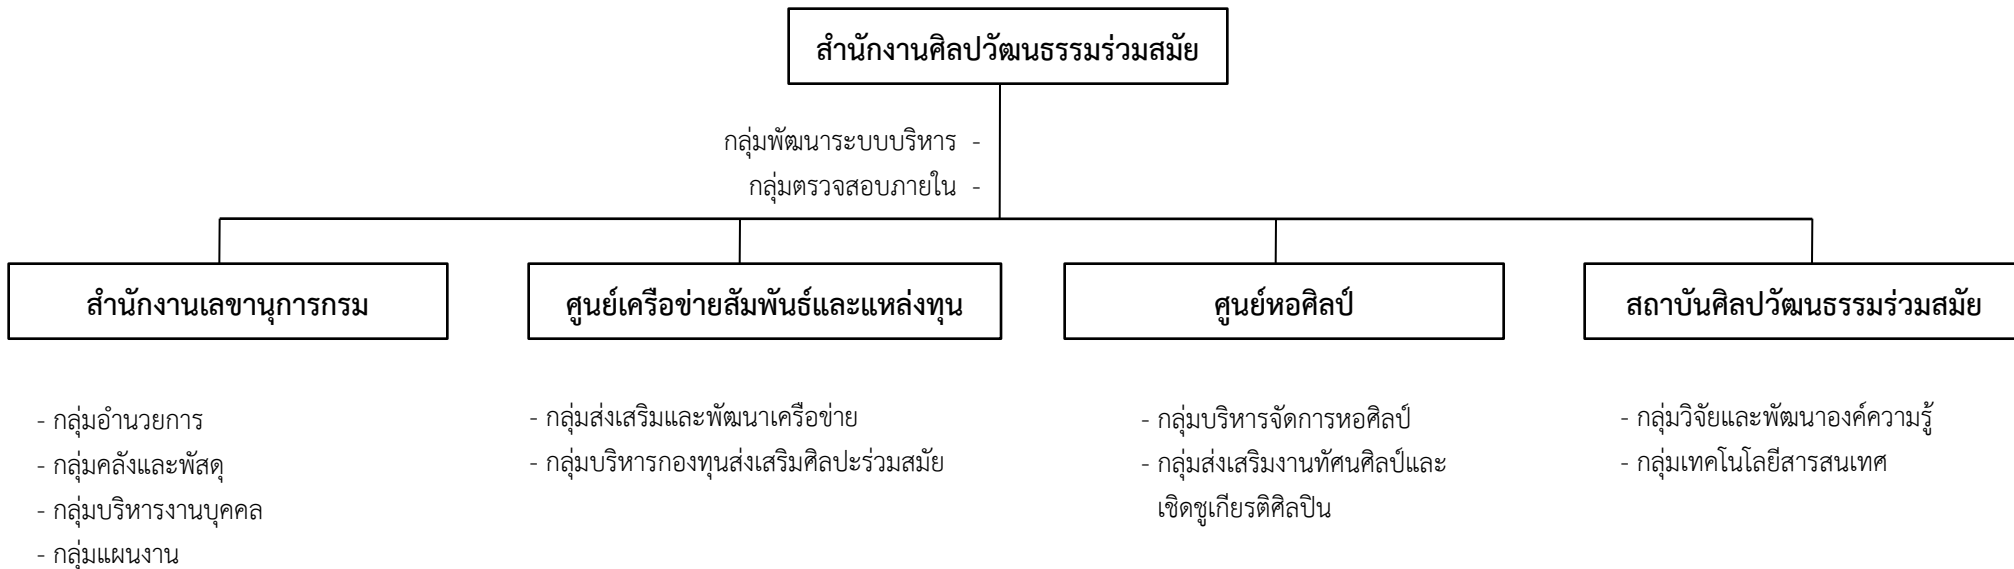 สำนักงานศิลปวัฒนธรรมร่วมสมัย
กลุ่มพัฒนาระบบบริหาร -
กลุ่มตรวจสอบภายใน -
สำนักงานเลขานุการกรม
- กลุ่มอำนวยการ
- กลุ่มคลังและพัสดุ
- กลุ่มบริหารงานบุคคล
- กลุ่มแผนงาน
ศูนย์เครือข่ายสัมพันธ์และแหล่งทุน
- กลุ่มส่งเสริมและพัฒนาเครือข่าย
- กลุ่มบริหารกองทุนส่งเสริมศิลปะร่วมสมัย
ศูนย์หอศิลป์
- กลุ่มบริหารจัดการหอศิลป์
- กลุ่มส่งเสริมงานทัศนศิลป์และ
เชิดชูเกียรติศิลปิน
สถาบันศิลปวัฒนธรรมร่วมสมัย
- กลุ่มวิจัยและพัฒนาองค์ความรู้
- กลุ่มเทคโนโลยีสารสนเทศ